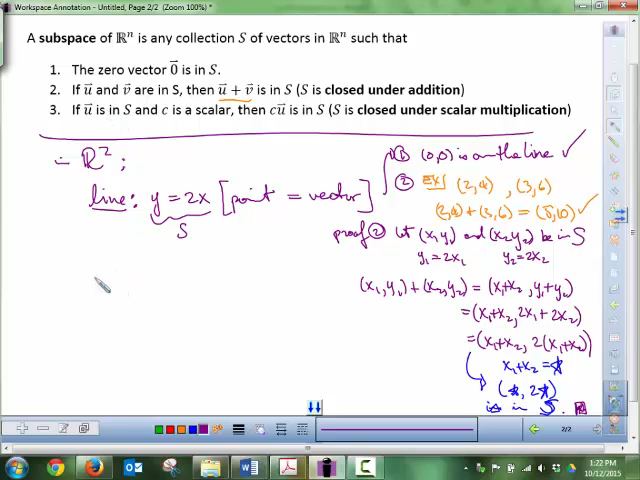 Workspace Annotation - Untitled, Page 2/2 (Zoom 100%) *
A subspace of ℝⁿ is any collection S of vectors in ℝⁿ such that
1. The zero vector 0⃗ is in S.
2. If u⃗ and v⃗ are in S, then u⃗ + v⃗ is in S (S is closed under addition)
3. If u⃗ is in S and c is a scalar, then cu⃗ is in S (S is closed under scalar multiplication)
in ℝ²;
line: y = 2x [point = vector]
S
① (0,0) is on the line ✓
② EX (2,4), (3,6)
(2,4) + (3,6) = (5,10) ✓
proof ② Let (x₁ y₁) and (x₂ y₂) be in S
y₁ = 2x₁ y₂ = 2x₂
(x₁, y₁) + (x₂, y₂) = (x₁+x₂, y₁+y₂)
= (x₁+x₂, 2x₁ + 2x₂)
= (x₁+x₂, 2(x₁+x₂))
x₁+x₂ = *
(*, 2*)
in S.
2/2
1:22 PM
10/12/2015